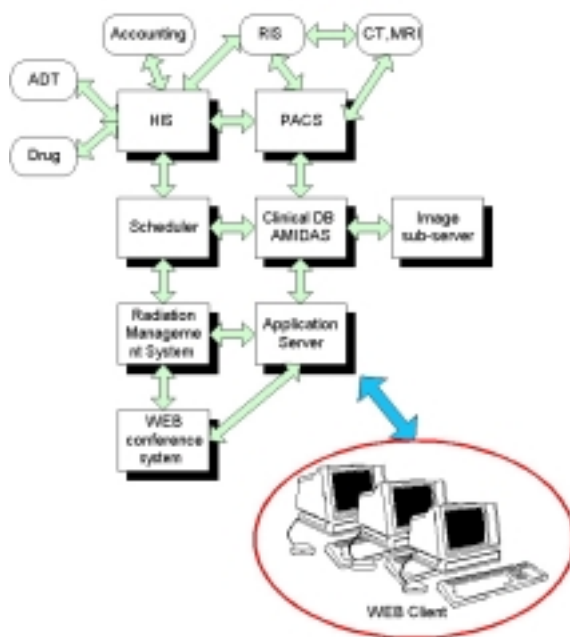 Accounting
RIS
CT,MRI
ADT
HIS
PACS
Drug
Scheduler
Clinical DB
AMIDAS
Image
sub-server
Radiation
Manageme
nt System
Application
Server
WEB
conference
system
WEB Client